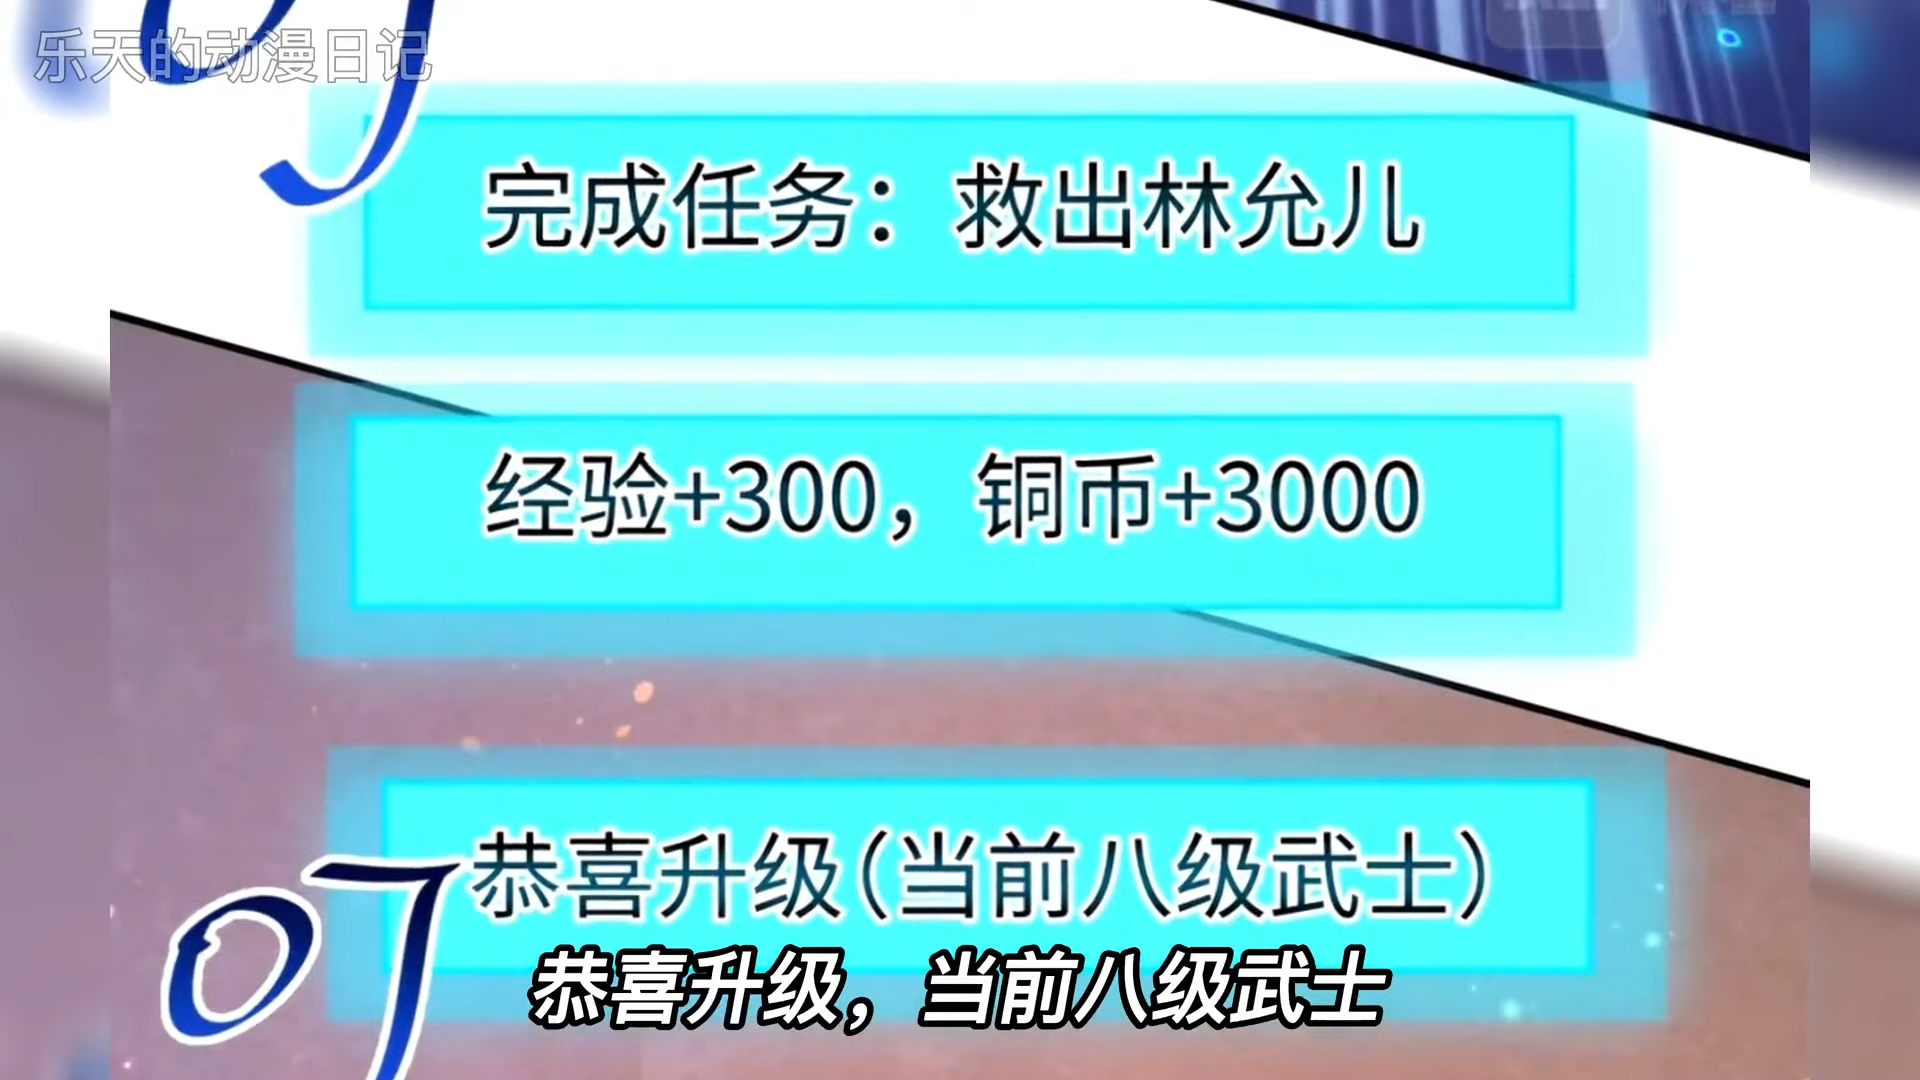 乐天的动漫日记
完成任务：救出林允儿
经验+300，铜币+3000
恭喜升级（当前八级武士）
叮
恭喜升级，当前八级武士